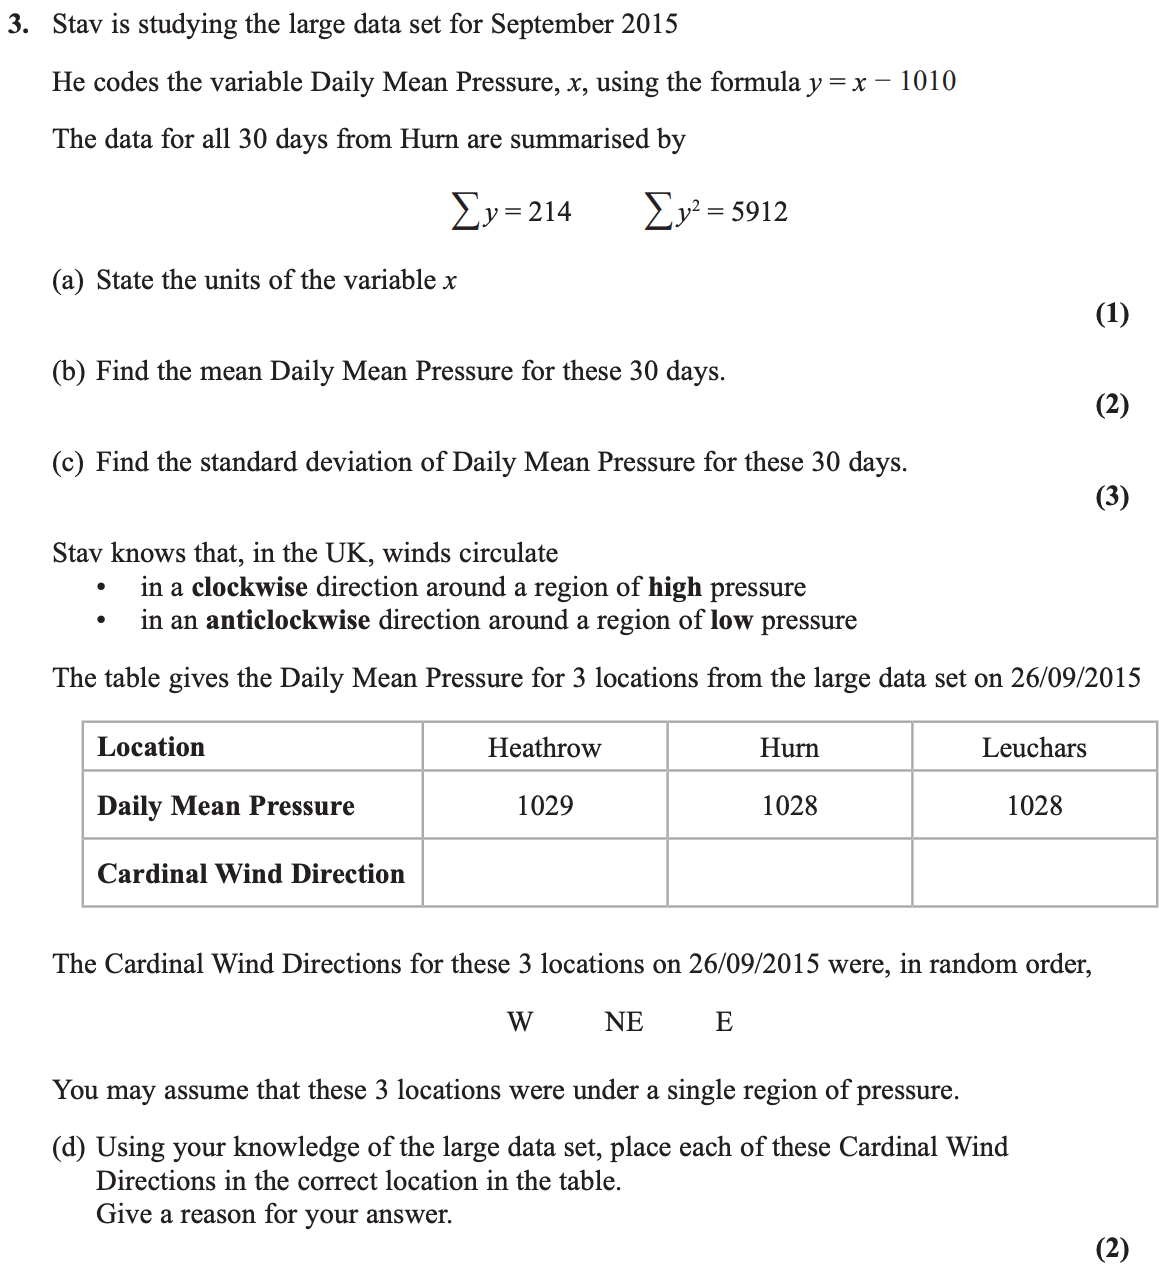 3. Stav is studying the large data set for September 2015
He codes the variable Daily Mean Pressure, x, using the formula y = x − 1010
The data for all 30 days from Hurn are summarised by
∑y = 214 ∑y² = 5912
(a) State the units of the variable x
(1)
(b) Find the mean Daily Mean Pressure for these 30 days.
(2)
(c) Find the standard deviation of Daily Mean Pressure for these 30 days.
(3)
Stav knows that, in the UK, winds circulate
• in a clockwise direction around a region of high pressure
• in an anticlockwise direction around a region of low pressure
The table gives the Daily Mean Pressure for 3 locations from the large data set on 26/09/2015
Location Heathrow Hurn Leuchars
Daily Mean Pressure 1029 1028 1028
Cardinal Wind Direction
The Cardinal Wind Directions for these 3 locations on 26/09/2015 were, in random order,
W NE E
You may assume that these 3 locations were under a single region of pressure.
(d) Using your knowledge of the large data set, place each of these Cardinal Wind
Directions in the correct location in the table.
Give a reason for your answer.
(2)